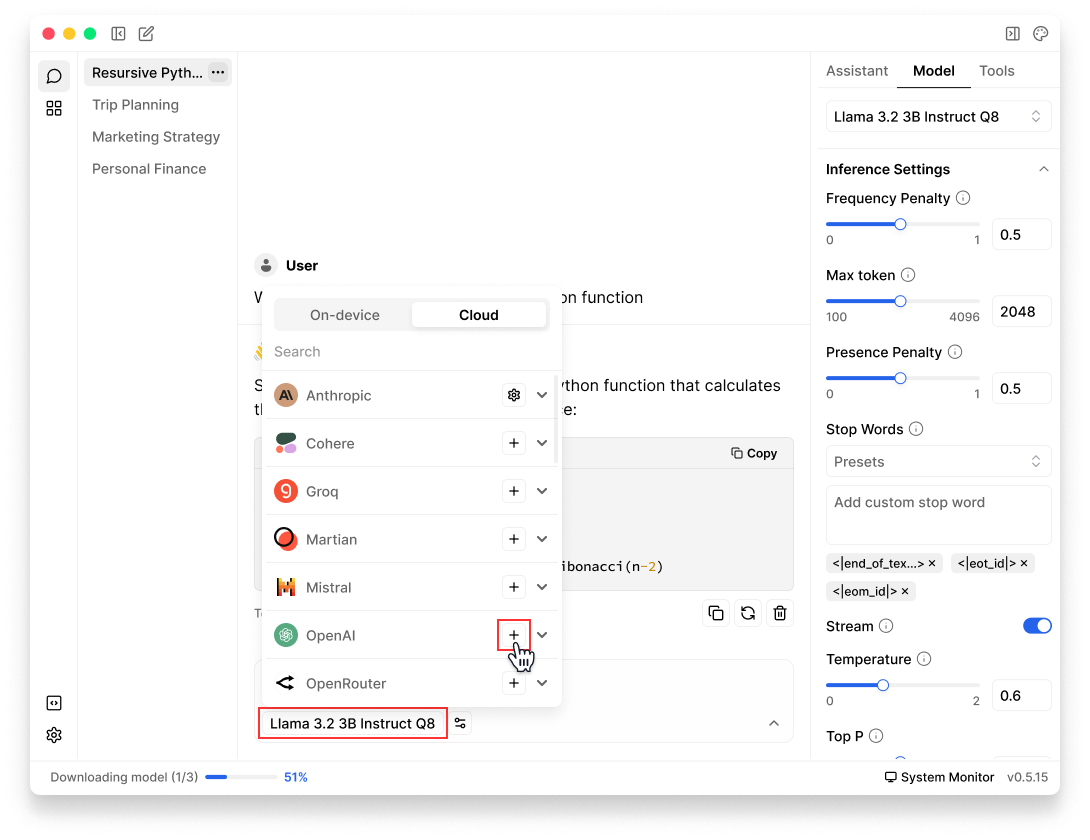 Resursive Pyth...
Trip Planning
Marketing Strategy
Personal Finance
User
on function
On-device
Cloud
Search
Anthropic
Cohere
Groq
Martian
Mistral
OpenAI
OpenRouter
ython function that calculates
e:
Copy
ibonacci(n-2)
Llama 3.2 3B Instruct Q8
Assistant
Model
Tools
Llama 3.2 3B Instruct Q8
Inference Settings
Frequency Penalty
0 1 0.5
Max token
100 4096 2048
Presence Penalty
0 1 0.5
Stop Words
Presets
Add custom stop word
<|end_of_tex...> × <|eot_id|> ×
<|eom_id|> ×
Stream
Temperature
0 2 0.6
Top P
Downloading model (1/3) 51%
System Monitor v0.5.15